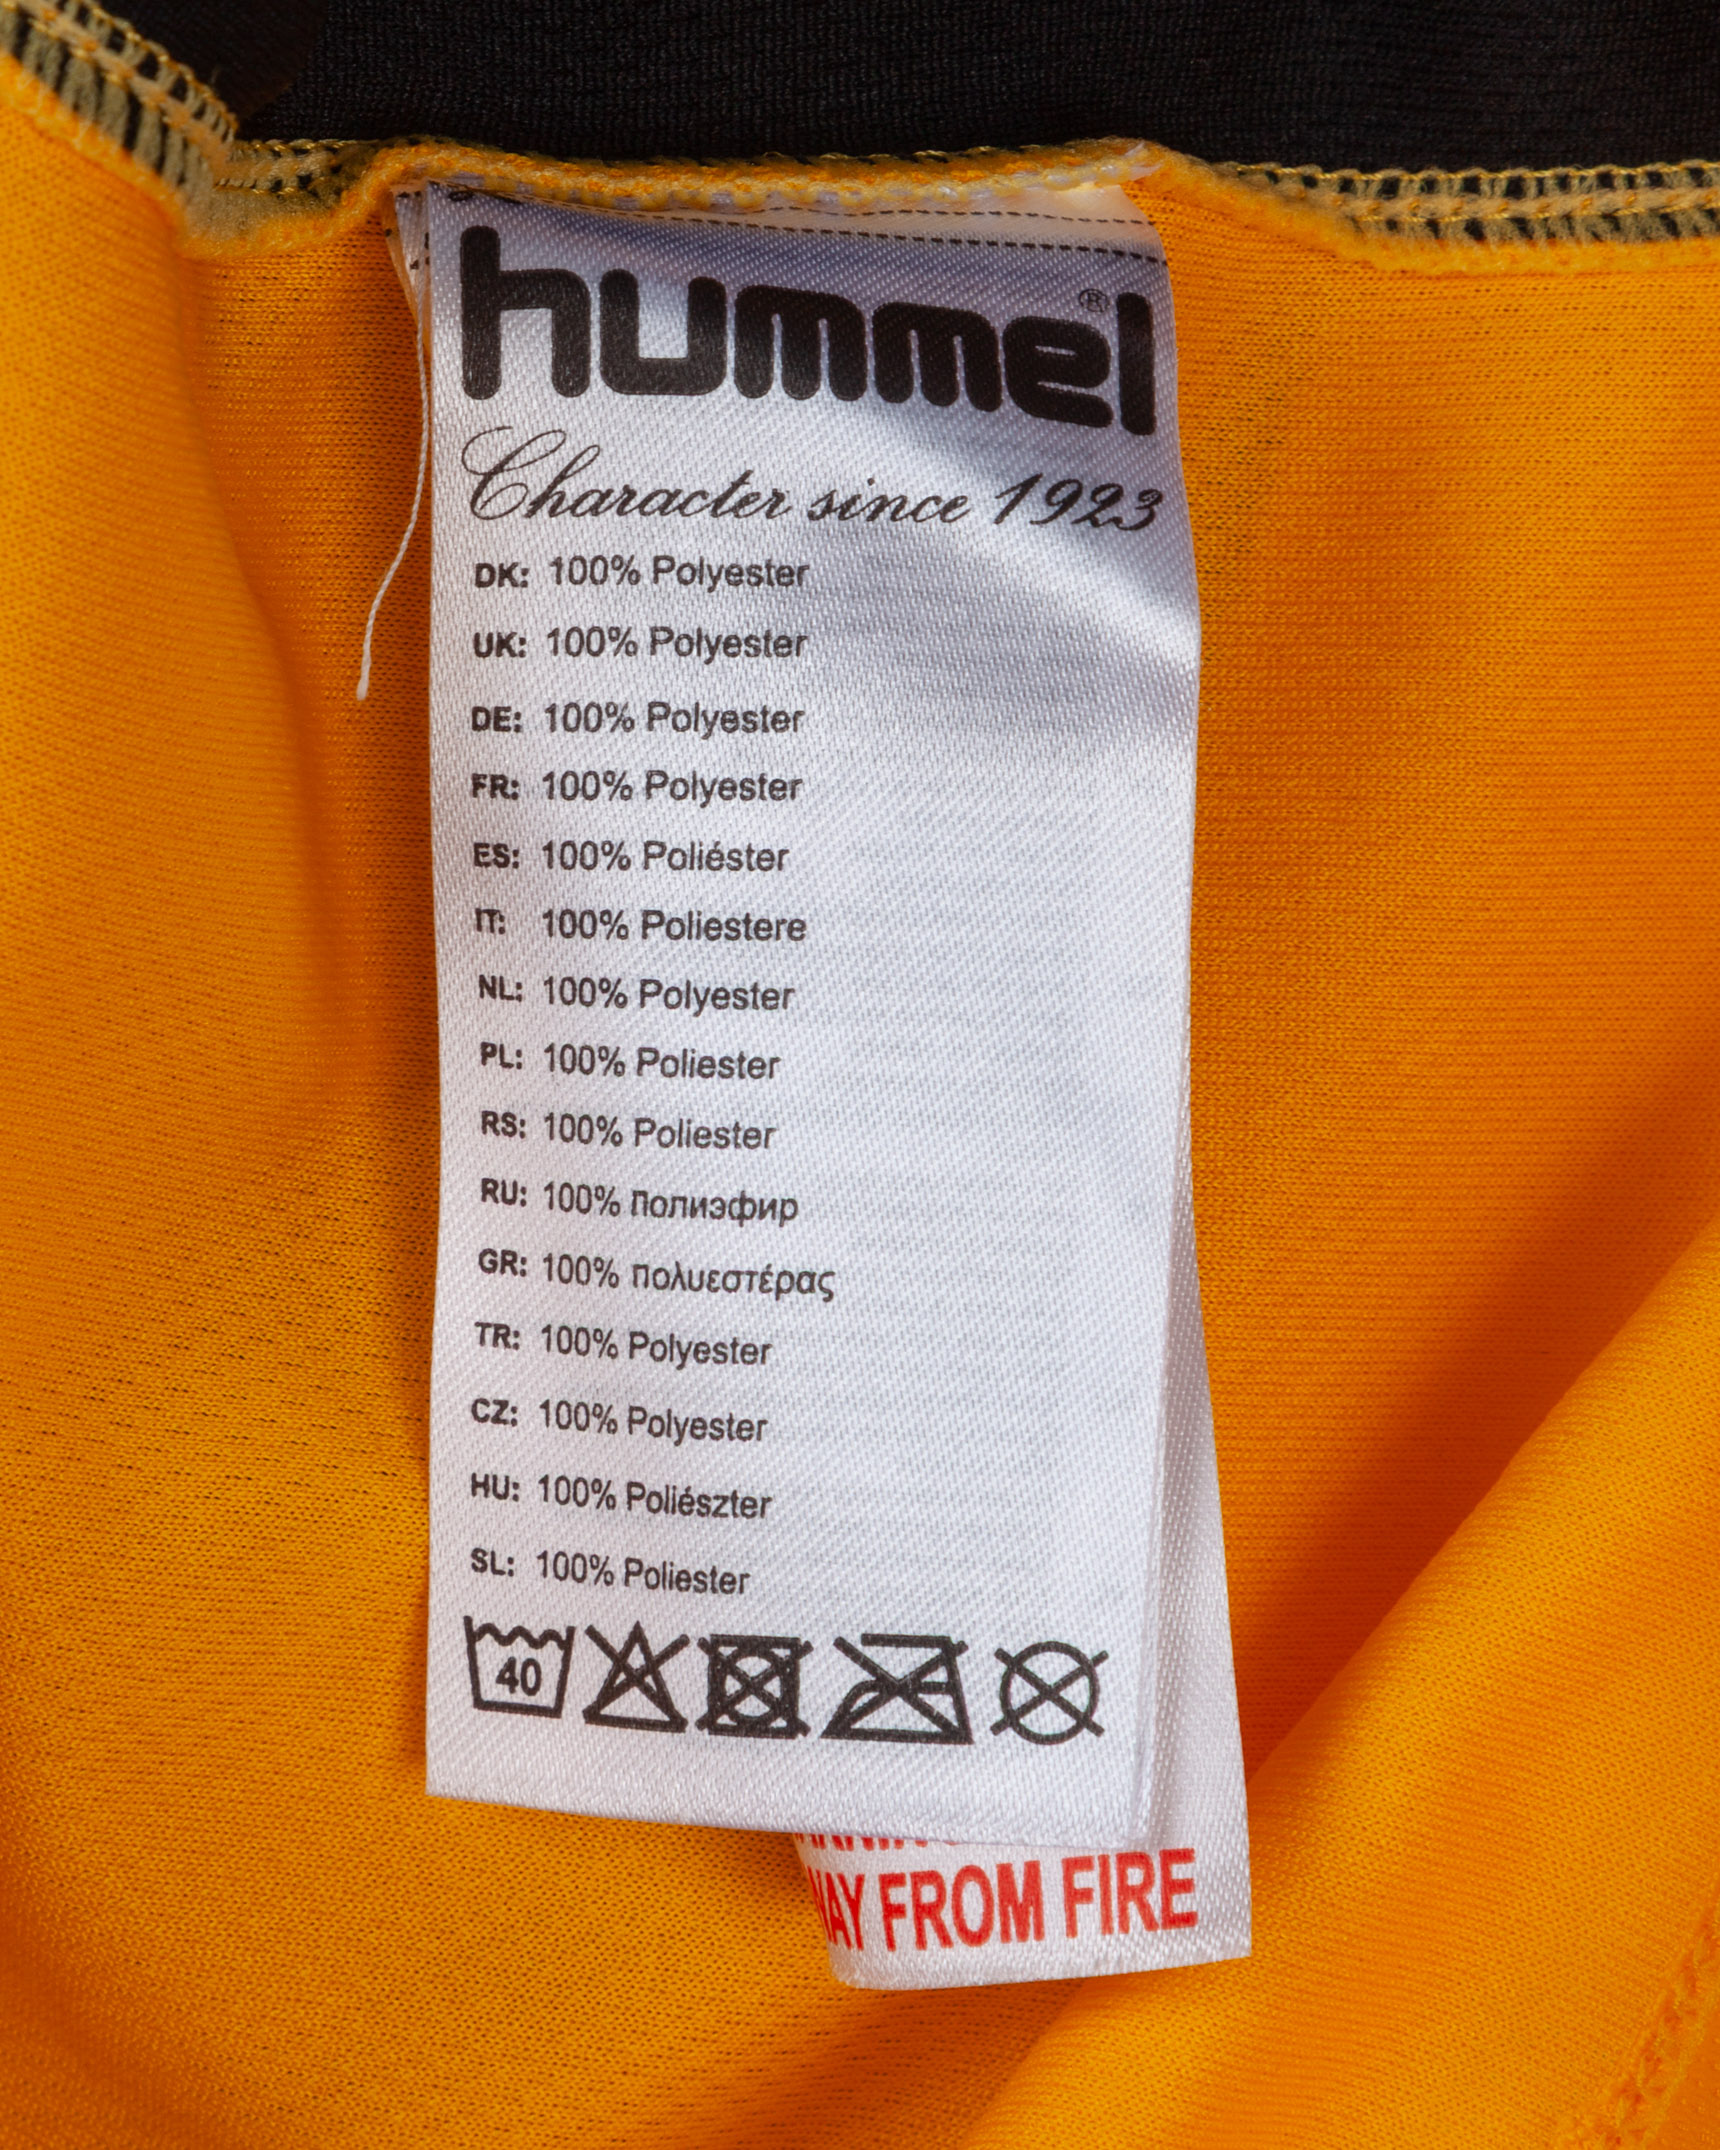 hummel®
Character since 1923
DK: 100% Polyester
UK: 100% Polyester
DE: 100% Polyester
FR: 100% Polyester
ES: 100% Poliéster
IT: 100% Poliestere
NL: 100% Polyester
PL: 100% Poliester
RS: 100% Poliester
RU: 100% Полиэфир
GR: 100% πολυεστέρας
TR: 100% Polyester
CZ: 100% Polyester
HU: 100% Poliészter
SL: 100% Poliester
40
FROM FIRE